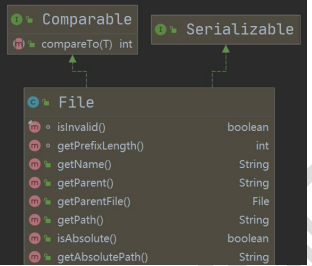 Comparable
compareTo(T) int
Serializable
File
isInvalid() boolean
getPrefixLength() int
getName() String
getParent() String
getParentFile() File
getPath() String
isAbsolute() boolean
getAbsolutePath() String